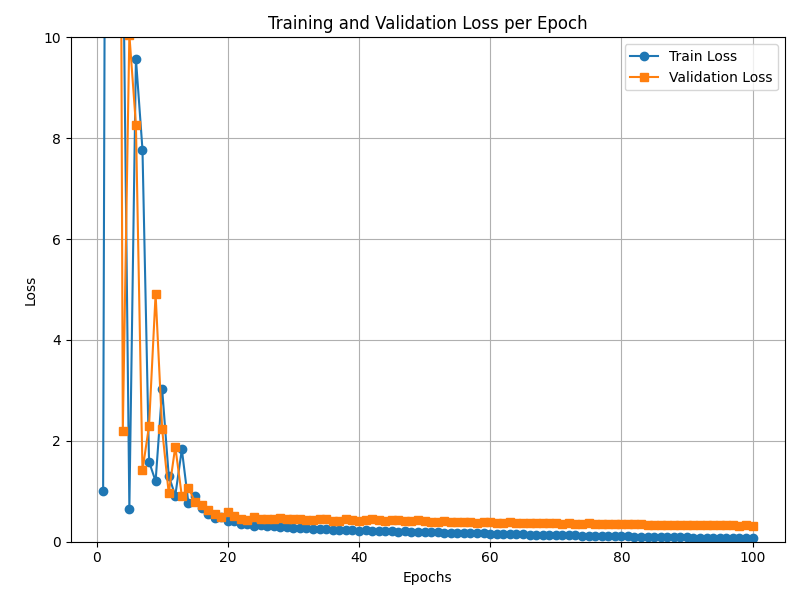 Training and Validation Loss per Epoch
Train Loss
Validation Loss
10
8
6
4
2
0
Loss
0 20 40 60 80 100
Epochs